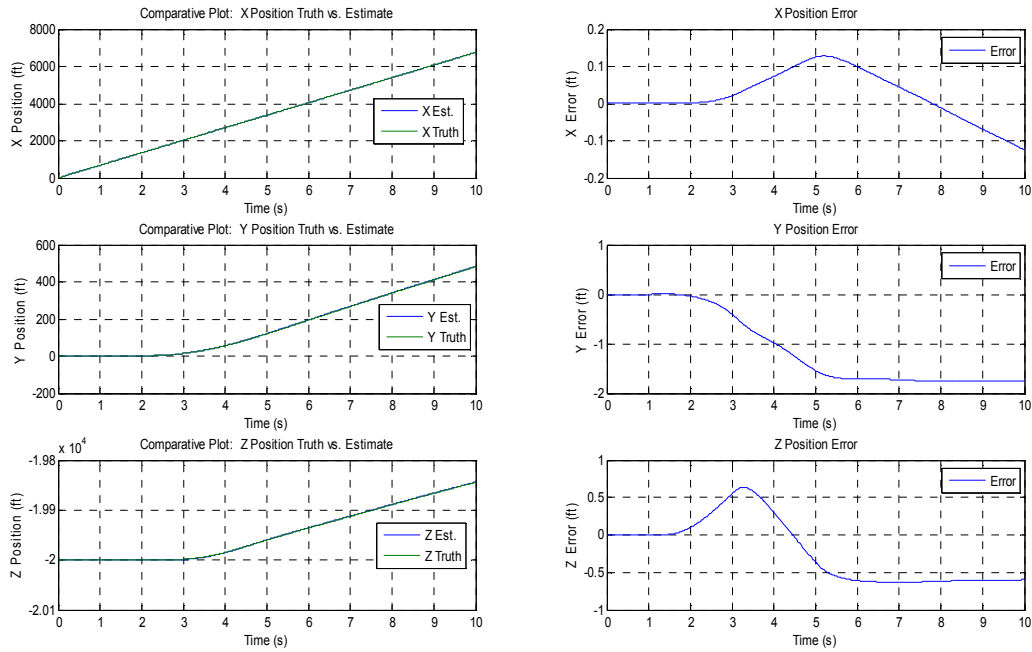 Comparative Plot: X Position Truth vs. Estimate
8000
6000
4000
2000
0
X Position (ft)
X Est.
X Truth
0 1 2 3 4 5 6 7 8 9 10
Time (s)
X Position Error
0.2
0.1
0
-0.1
-0.2
X Error (ft)
Error
0 1 2 3 4 5 6 7 8 9 10
Time (s)
Comparative Plot: Y Position Truth vs. Estimate
600
400
200
0
-200
Y Position (ft)
Y Est.
Y Truth
0 1 2 3 4 5 6 7 8 9 10
Time (s)
Y Position Error
1
0
-1
-2
Y Error (ft)
Error
0 1 2 3 4 5 6 7 8 9 10
Time (s)
Comparative Plot: Z Position Truth vs. Estimate
x 10^4
-1.98
-1.99
-2
-2.01
Z Position (ft)
Z Est.
Z Truth
0 1 2 3 4 5 6 7 8 9 10
Time (s)
Z Position Error
1
0.5
0
-0.5
-1
Z Error (ft)
Error
0 1 2 3 4 5 6 7 8 9 10
Time (s)